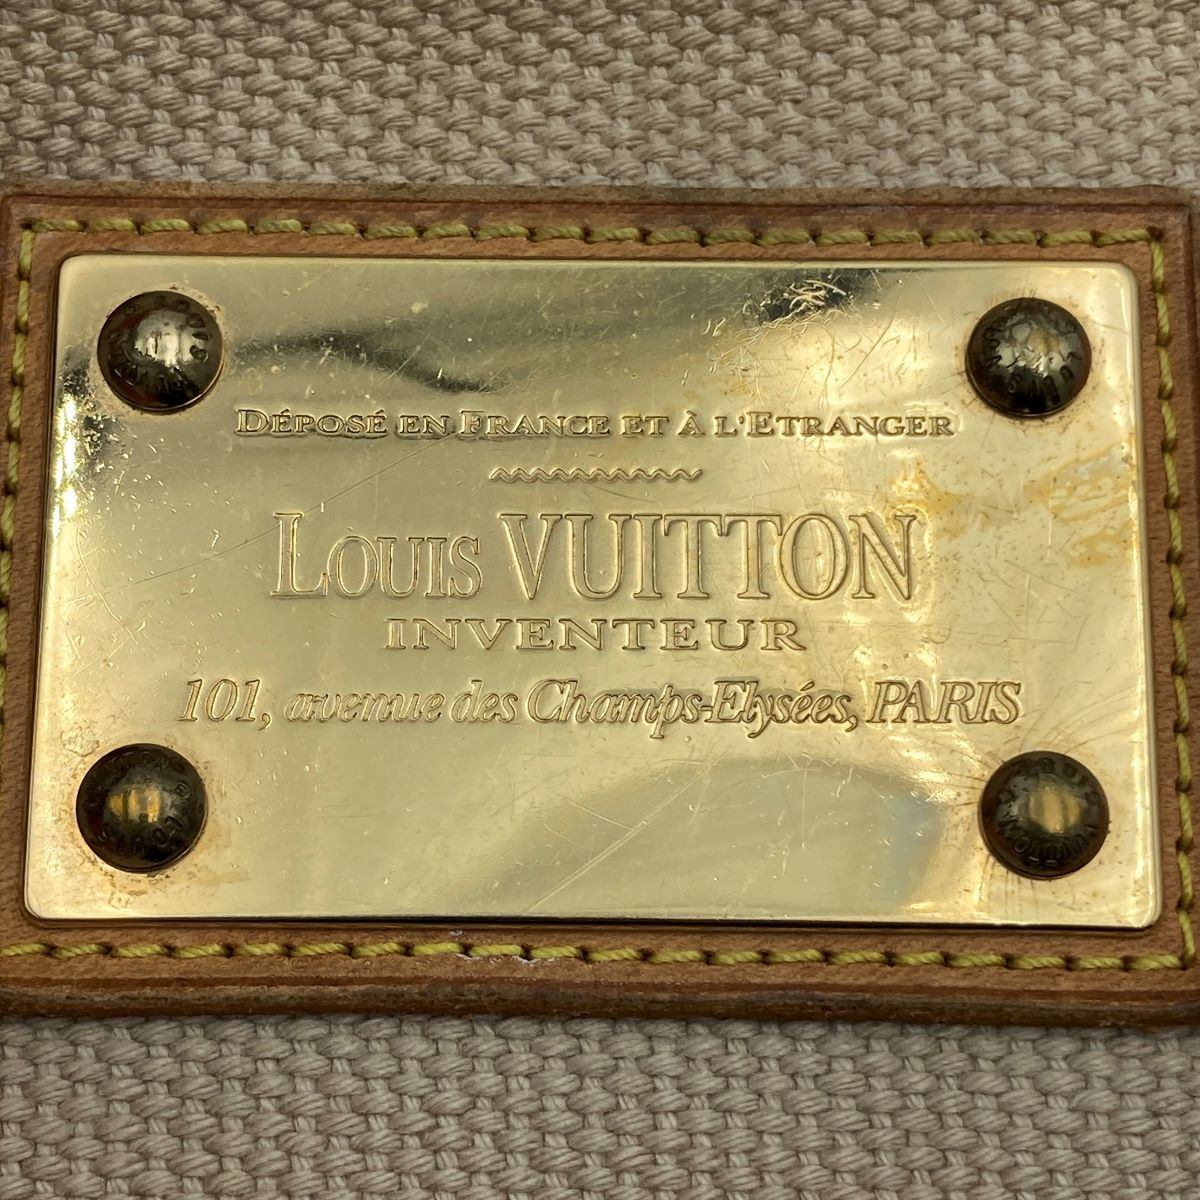 DÉPOSÉ EN FRANCE ET À L'ETRANGER
LOUIS VUITTON
INVENTEUR
101, avenue des Champs-Elysées, PARIS